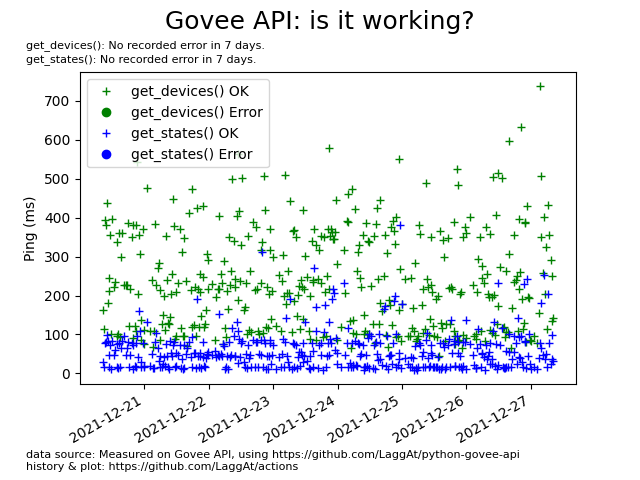 Govee API: is it working?
get_devices(): No recorded error in 7 days.
get_states(): No recorded error in 7 days.
get_devices() OK
get_devices() Error
get_states() OK
get_states() Error
Ping (ms)
700
600
500
400
300
200
100
0
2021-12-21
2021-12-22
2021-12-23
2021-12-24
2021-12-25
2021-12-26
2021-12-27
data source: Measured on Govee API, using https://github.com/LaggAt/python-govee-api
history & plot: https://github.com/LaggAt/actions